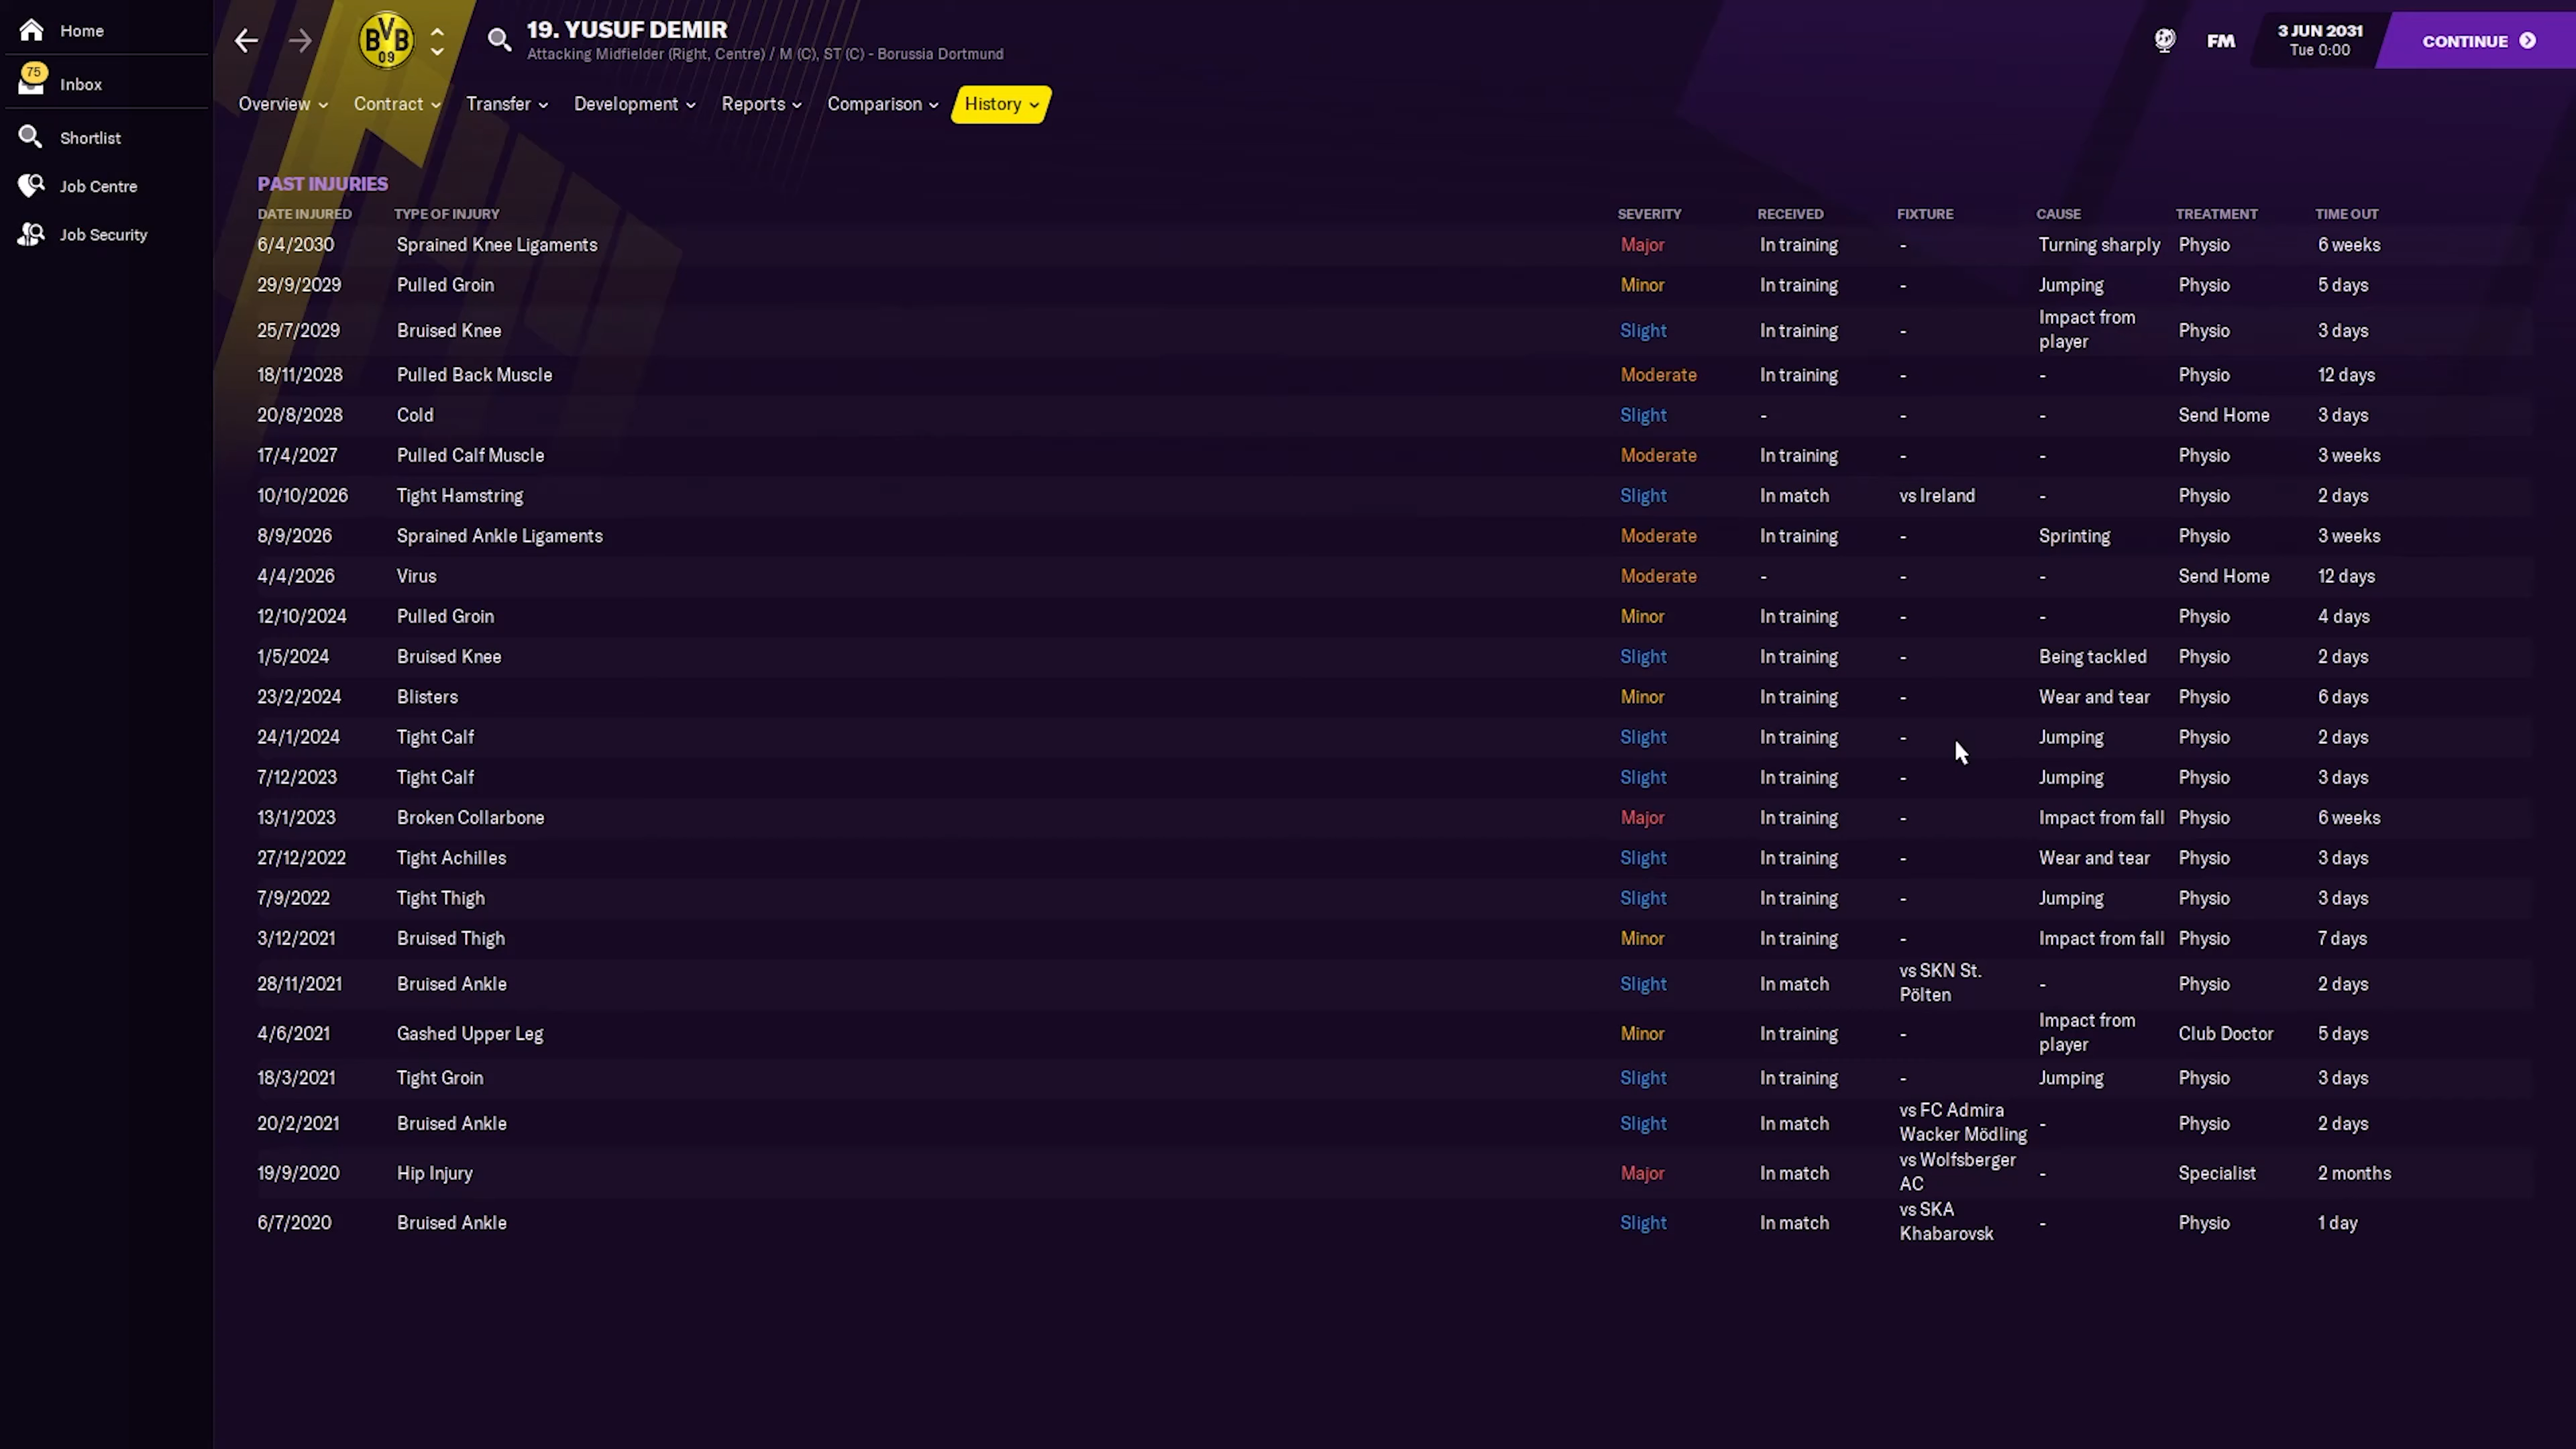 Home
75
Inbox
Shortlist
Job Centre
Job Security
BVB
09
19. YUSUF DEMIR
Attacking Midfielder (Right, Centre) / M (C), ST (C) - Borussia Dortmund
FM
3 JUN 2031
Tue 0:00
CONTINUE
Overview Contract Transfer Development Reports Comparison History
PAST INJURIES
DATE INJURED TYPE OF INJURY SEVERITY RECEIVED FIXTURE CAUSE TREATMENT TIME OUT
6/4/2030 Sprained Knee Ligaments Major In training - Turning sharply Physio 6 weeks
29/9/2029 Pulled Groin Minor In training - Jumping Physio 5 days
25/7/2029 Bruised Knee Slight In training - Impact from player Physio 3 days
18/11/2028 Pulled Back Muscle Moderate In training - - Physio 12 days
20/8/2028 Cold Slight - - - Send Home 3 days
17/4/2027 Pulled Calf Muscle Moderate In training - - Physio 3 weeks
10/10/2026 Tight Hamstring Slight In match vs Ireland - Physio 2 days
8/9/2026 Sprained Ankle Ligaments Moderate In training - Sprinting Physio 3 weeks
4/4/2026 Virus Moderate - - - Send Home 12 days
12/10/2024 Pulled Groin Minor In training - - Physio 4 days
1/5/2024 Bruised Knee Slight In training - Being tackled Physio 2 days
23/2/2024 Blisters Minor In training - Wear and tear Physio 6 days
24/1/2024 Tight Calf Slight In training - Jumping Physio 2 days
7/12/2023 Tight Calf Slight In training - Jumping Physio 3 days
13/1/2023 Broken Collarbone Major In training - Impact from fall Physio 6 weeks
27/12/2022 Tight Achilles Slight In training - Wear and tear Physio 3 days
7/9/2022 Tight Thigh Slight In training - Jumping Physio 3 days
3/12/2021 Bruised Thigh Minor In training - Impact from fall Physio 7 days
28/11/2021 Bruised Ankle Slight In match vs SKN St. Pölten - Physio 2 days
4/6/2021 Gashed Upper Leg Minor In training - Impact from player Club Doctor 5 days
18/3/2021 Tight Groin Slight In training - Jumping Physio 3 days
20/2/2021 Bruised Ankle Slight In match vs FC Admira Wacker Mödling - Physio 2 days
19/9/2020 Hip Injury Major In match vs Wolfsberger AC - Specialist 2 months
6/7/2020 Bruised Ankle Slight In match vs SKA Khabarovsk - Physio 1 day